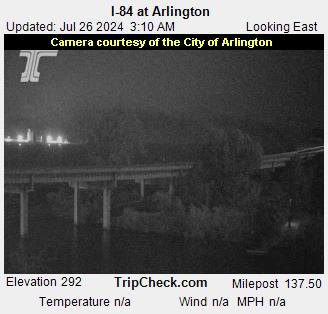 I-84 at Arlington
Updated: Jul 26 2024 3:10 AM Looking East
Camera courtesy of the City of Arlington
Elevation 292 TripCheck.com Milepost 137.50
Temperature n/a Wind n/a MPH n/a